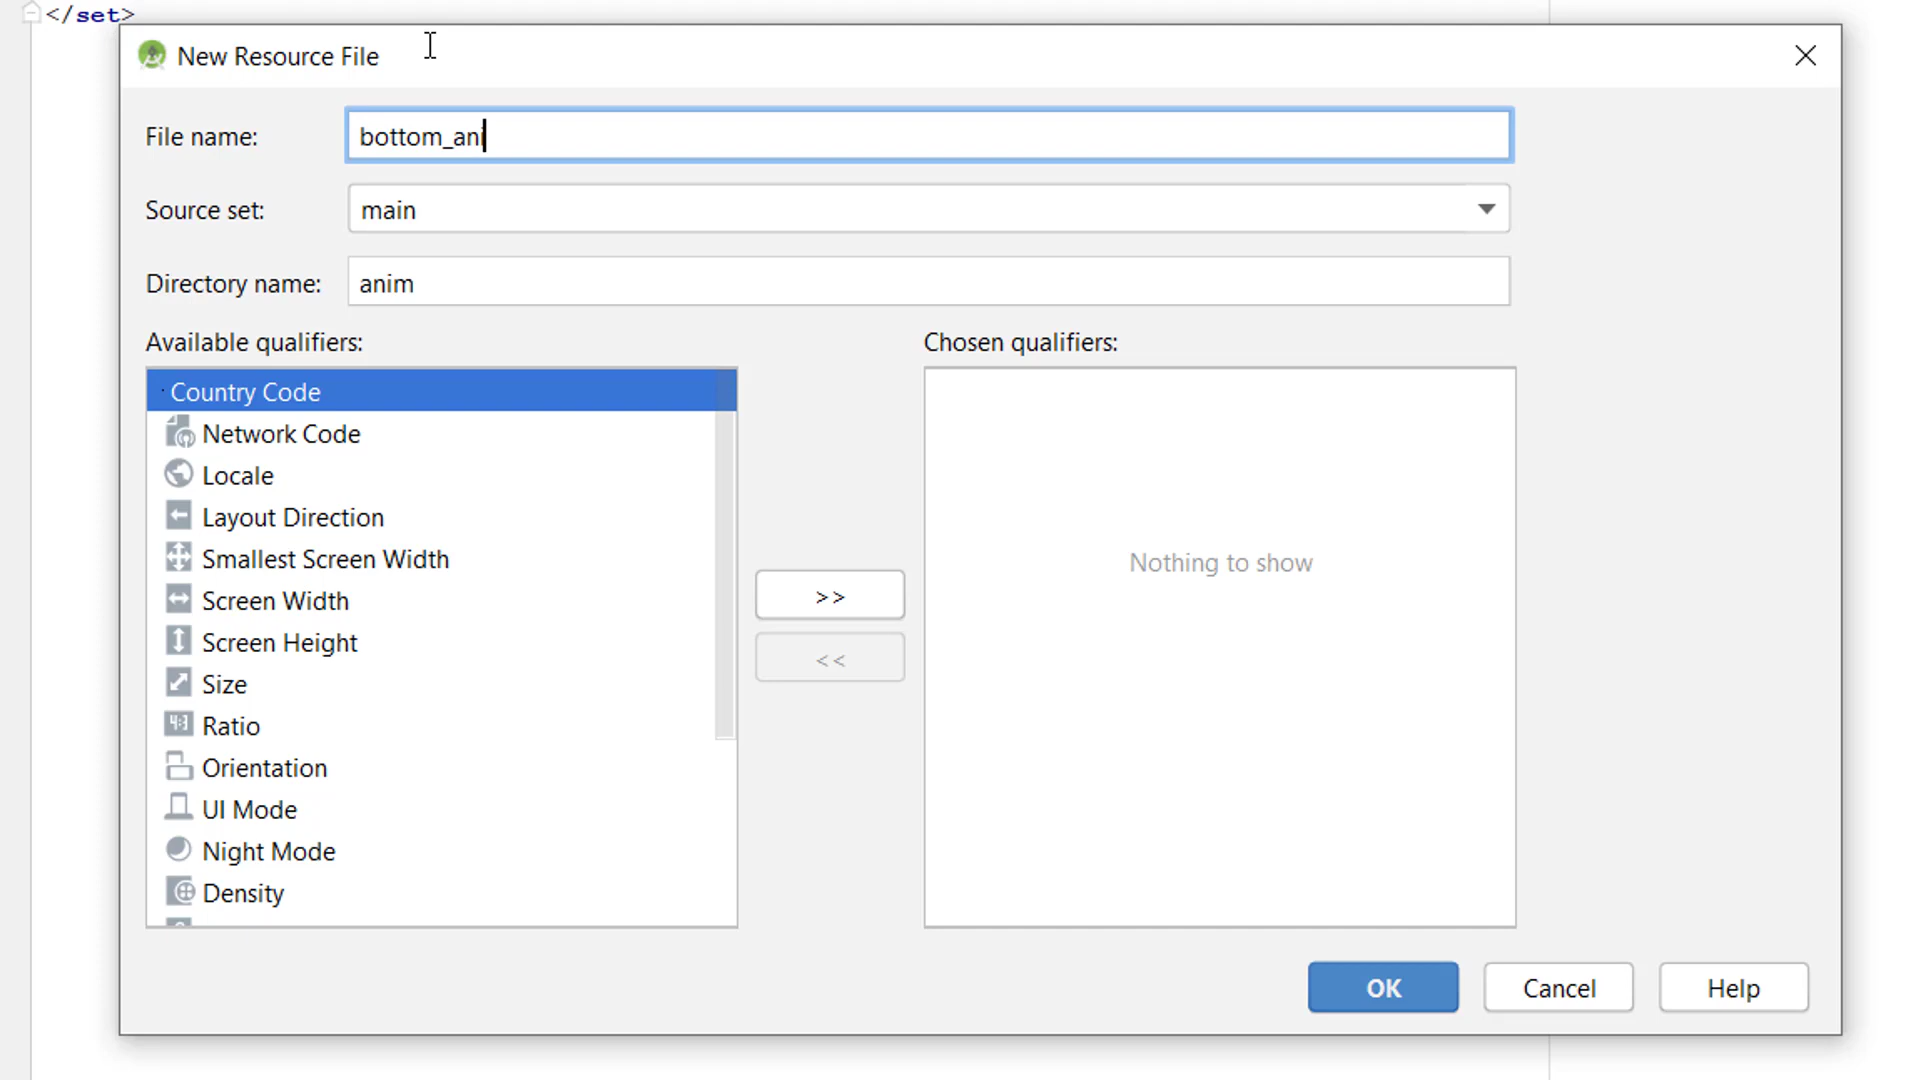 </set>
New Resource File
File name:
bottom_ani
Source set:
main
Directory name:
anim
Available qualifiers:
Chosen qualifiers:
Country Code
Network Code
Locale
Layout Direction
Smallest Screen Width
Screen Width
Screen Height
Size
Ratio
Orientation
UI Mode
Night Mode
Density
>>
<<
Nothing to show
OK
Cancel
Help